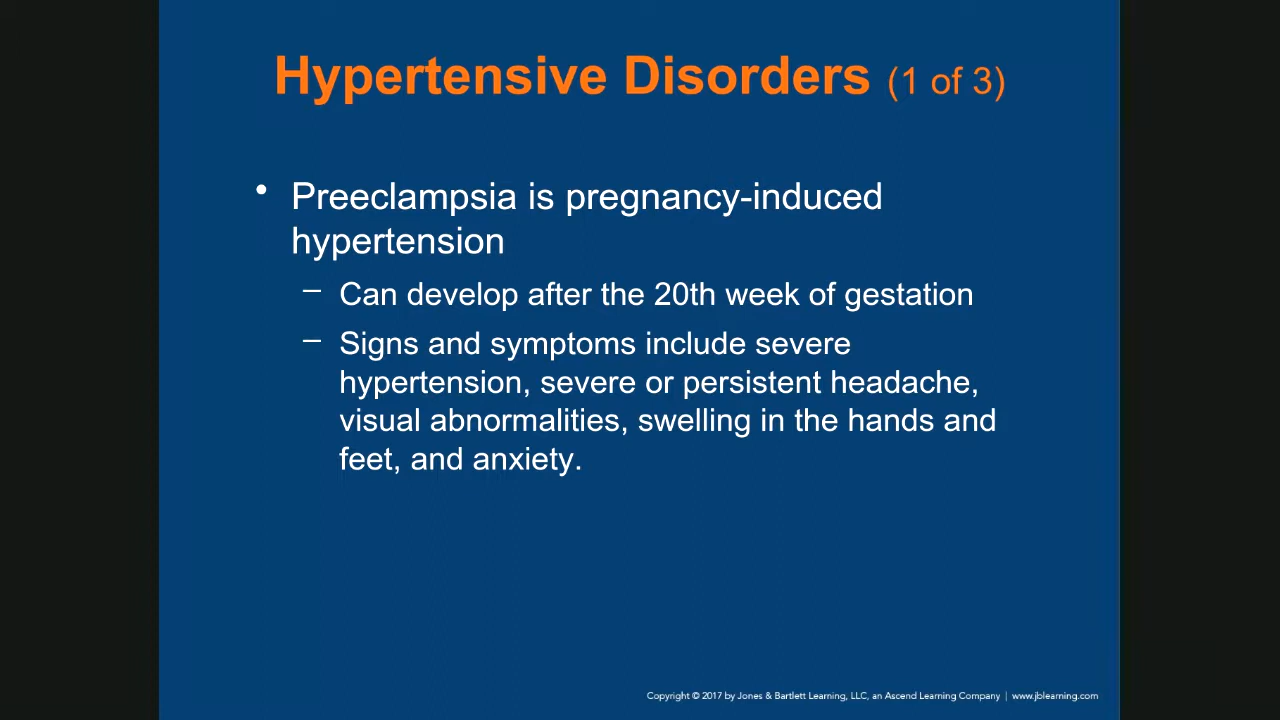 Hypertensive Disorders (1 of 3)
• Preeclampsia is pregnancy-induced
hypertension
– Can develop after the 20th week of gestation
– Signs and symptoms include severe
hypertension, severe or persistent headache,
visual abnormalities, swelling in the hands and
feet, and anxiety.
Copyright © 2017 by Jones & Bartlett Learning, LLC, an Ascend Learning Company | www.jblearning.com